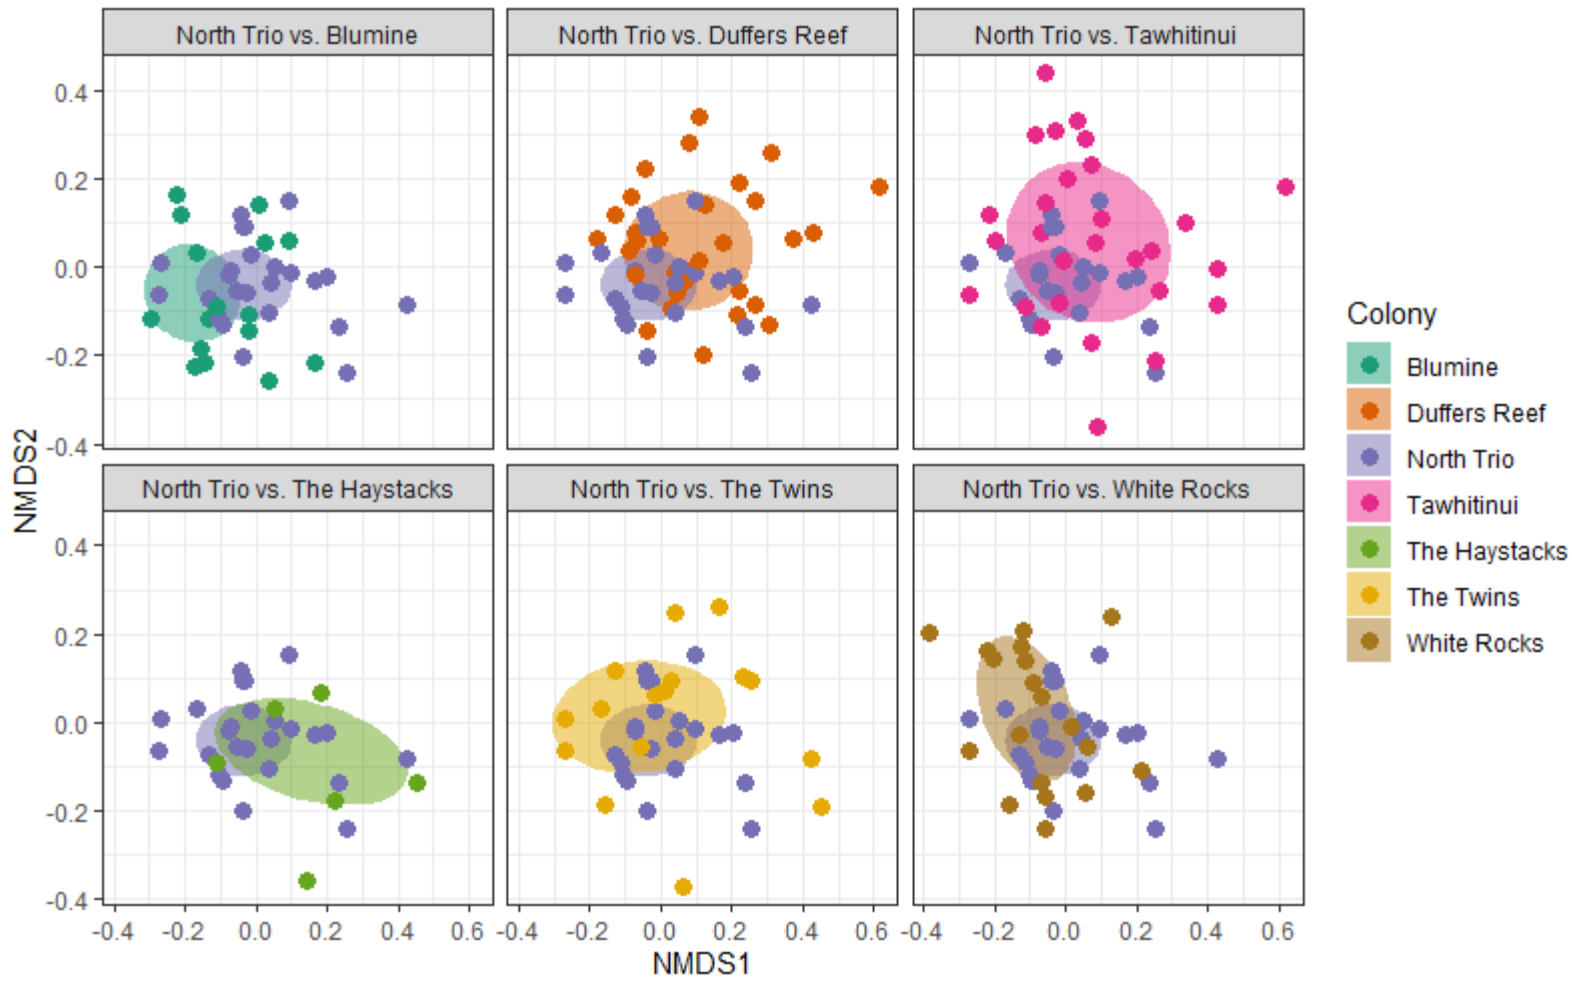 North Trio vs. Blumine
North Trio vs. Duffers Reef
North Trio vs. Tawhitinui
0.4
0.2
0.0
-0.2
-0.4
North Trio vs. The Haystacks
North Trio vs. The Twins
North Trio vs. White Rocks
0.4
0.2
0.0
-0.2
-0.4
-0.4 -0.2 0.0 0.2 0.4 0.6
-0.4 -0.2 0.0 0.2 0.4 0.6
-0.4 -0.2 0.0 0.2 0.4 0.6
NMDS1
NMDS2
Colony
Blumine
Duffers Reef
North Trio
Tawhitinui
The Haystacks
The Twins
White Rocks